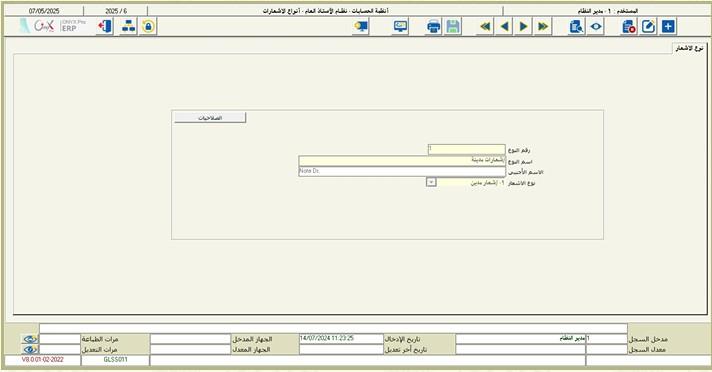 المستخدم : 1 - مدير النظام
أنظمة الحسابات - نظام الأستاذ العام - أنواع الاشعارات
2025 / 6
07/05/2025
ONYX Pro
ERP
نوع الاشعار
الصلاحيات
رقم النوع 1
اسم النوع إشعارات مدينة
الاسم الأجنبي Note Dr.
نوع الاشعار 1- إشعار مدين
مدخل السجل 1 مدير النظام تاريخ الإدخال 14/07/2024 11:23:25 الجهاز المدخل مرات الطباعة
معدل السجل تاريخ آخر تعديل الجهاز المعدل مرات التعديل
GLSS011
V8.0.01-02-2022